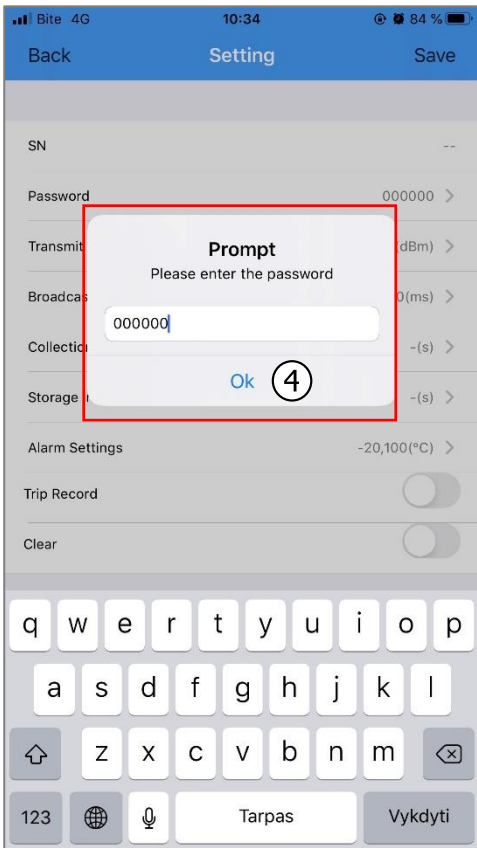 Bite 4G 10:34 84 %
Back Setting Save
SN --
Password 000000
Transmit (dBm)
Prompt
Please enter the password
Broadcas 0(ms)
000000
Collection -(s)
Ok 4
Storage -(s)
Alarm Settings -20,100(°C)
Trip Record
Clear
q w e r t y u i o p
a s d f g h j k l
z x c v b n m
123 Tarpas Vykdyti